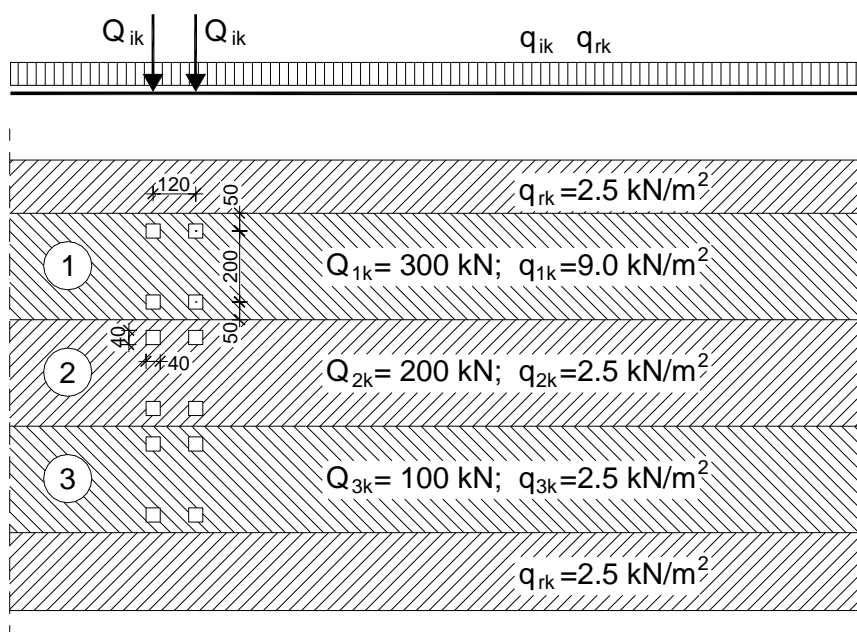 Q ik Q ik q ik q rk
120 50 q rk =2.5 kN/m²
1 200 Q 1k = 300 kN; q 1k =9.0 kN/m²
40 50
2 40 Q 2k = 200 kN; q 2k =2.5 kN/m²
3 Q 3k = 100 kN; q 3k =2.5 kN/m²
q rk =2.5 kN/m²